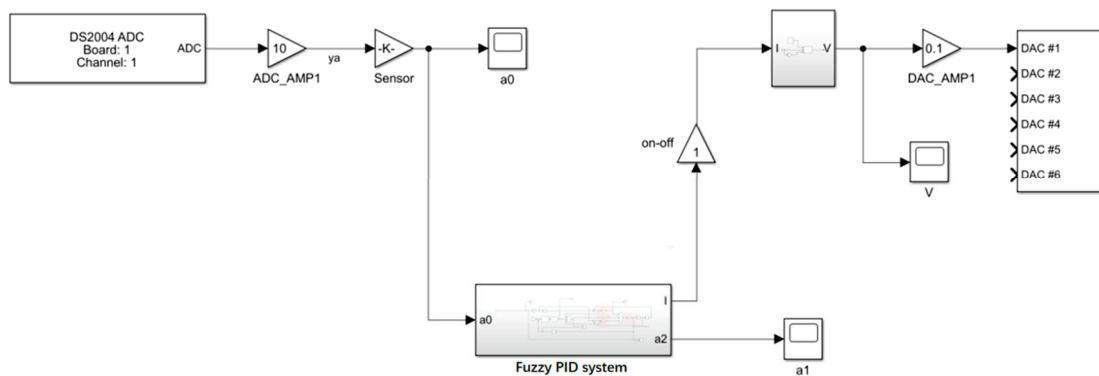 DS2004 ADC
Board: 1
Channel: 1
ADC
10
ADC_AMP1
ya
-K-
Sensor
a0
I
V
0.1
DAC_AMP1
DAC #1
DAC #2
DAC #3
DAC #4
DAC #5
DAC #6
V
on-off
1
a0
I
a2
Fuzzy PID system
a1